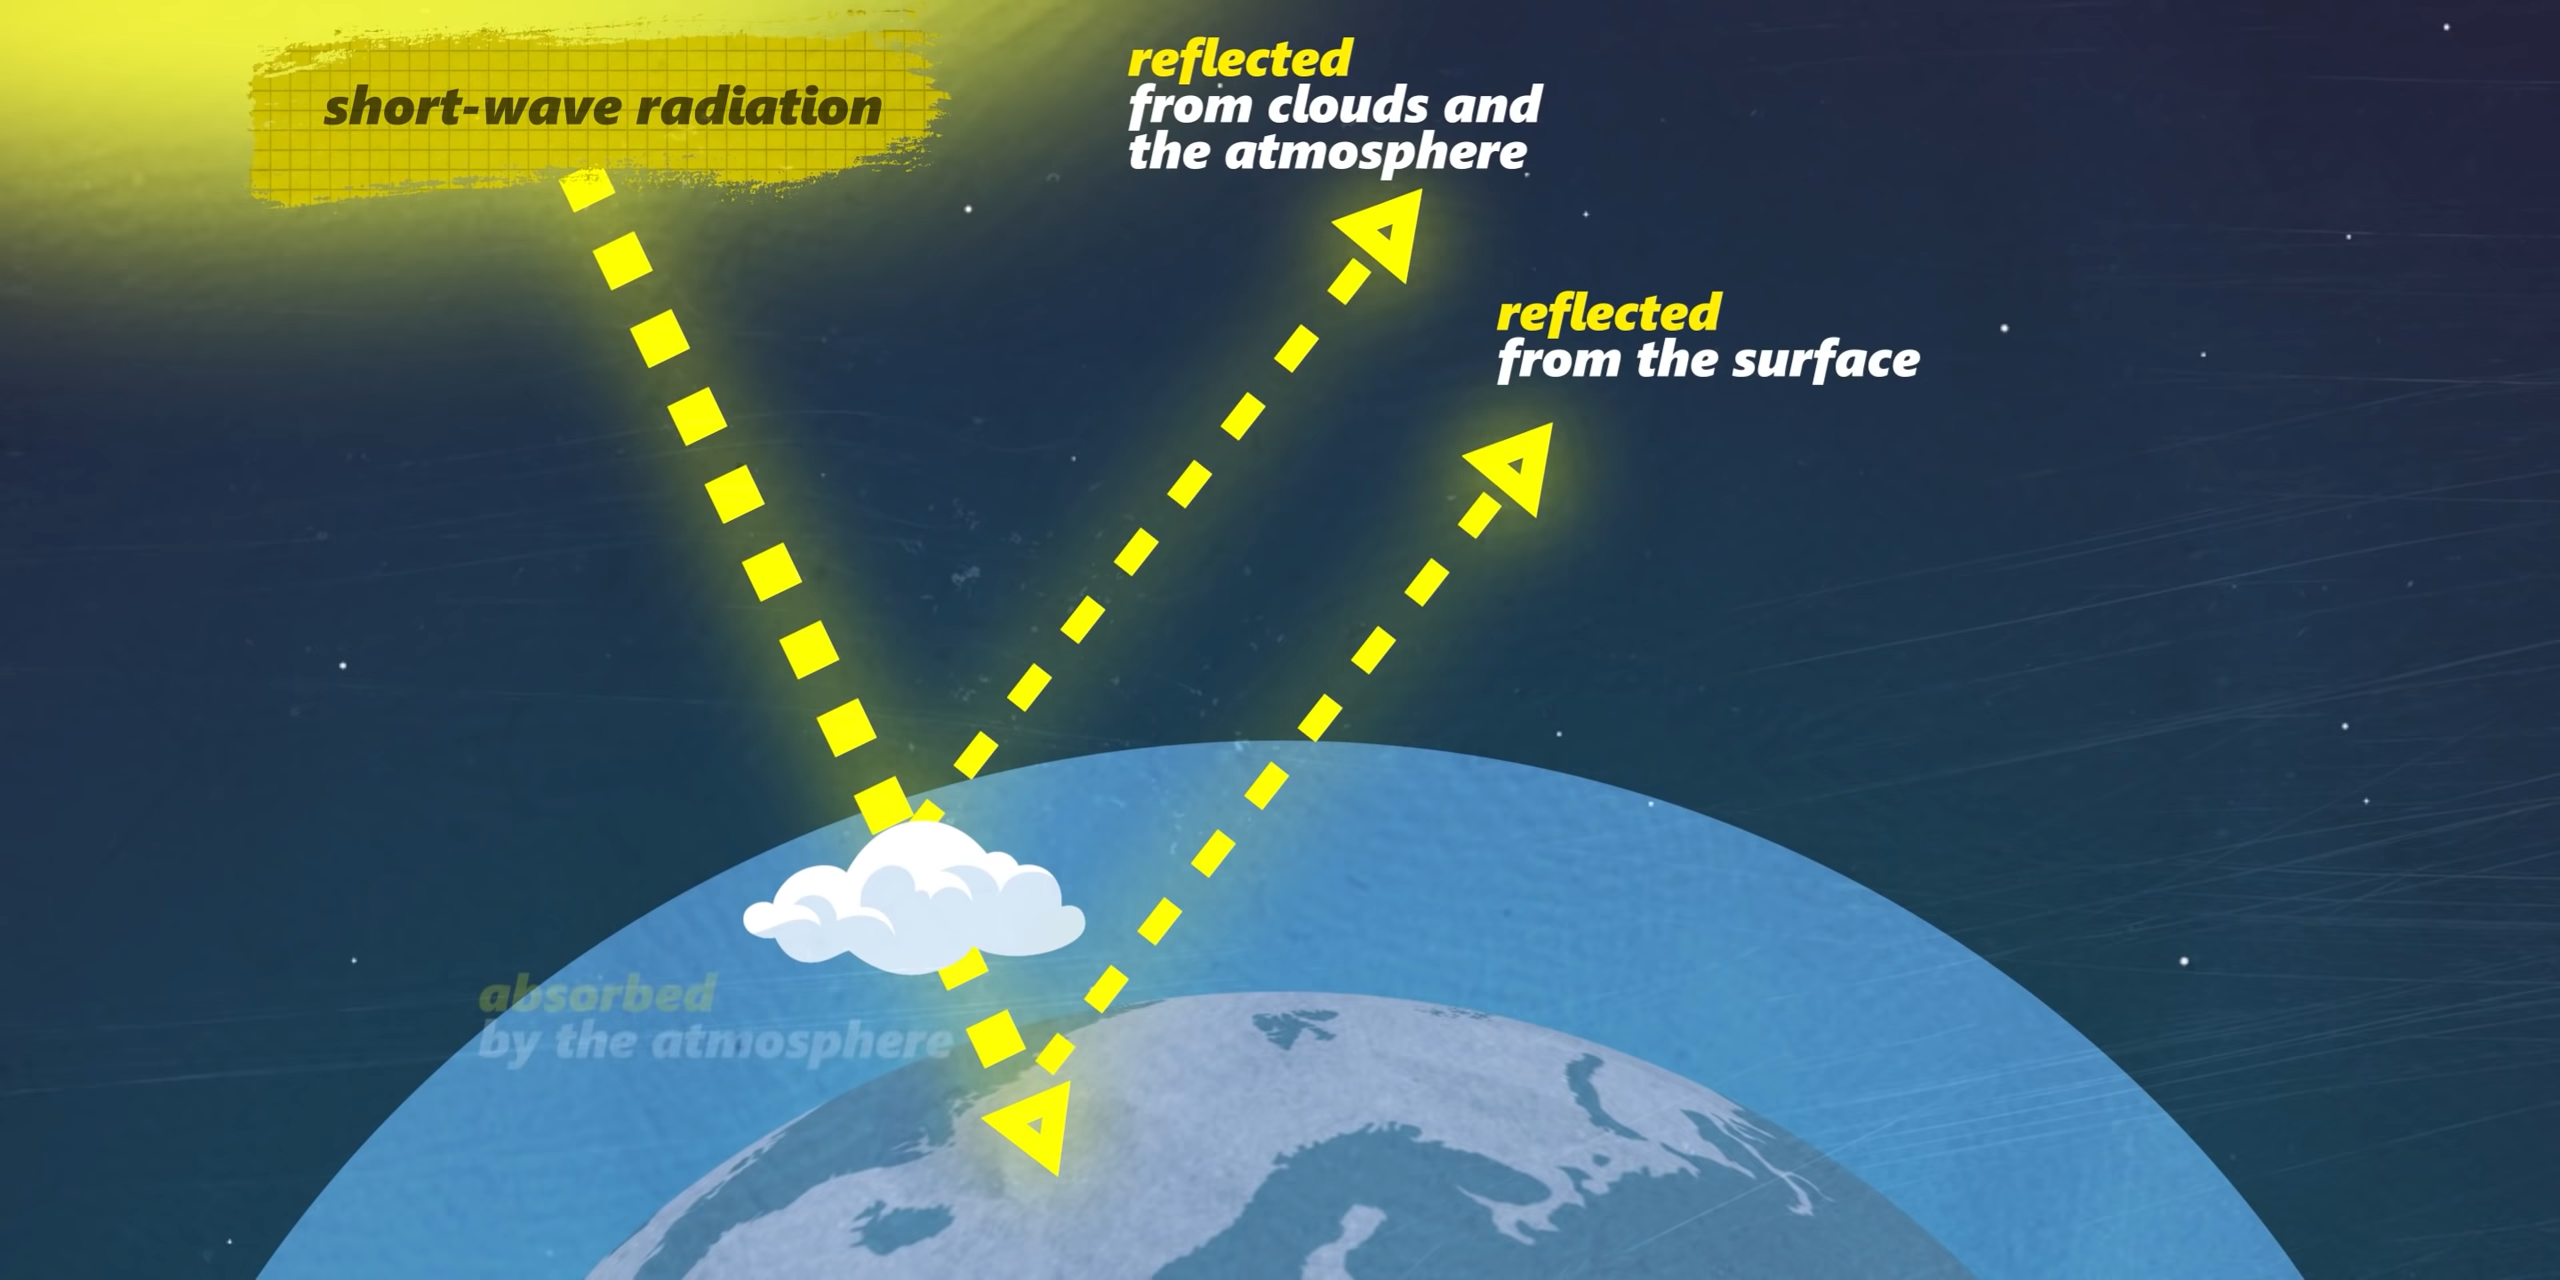 short-wave radiation
reflected
from clouds and
the atmosphere
reflected
from the surface
absorbed
by the atmosphere